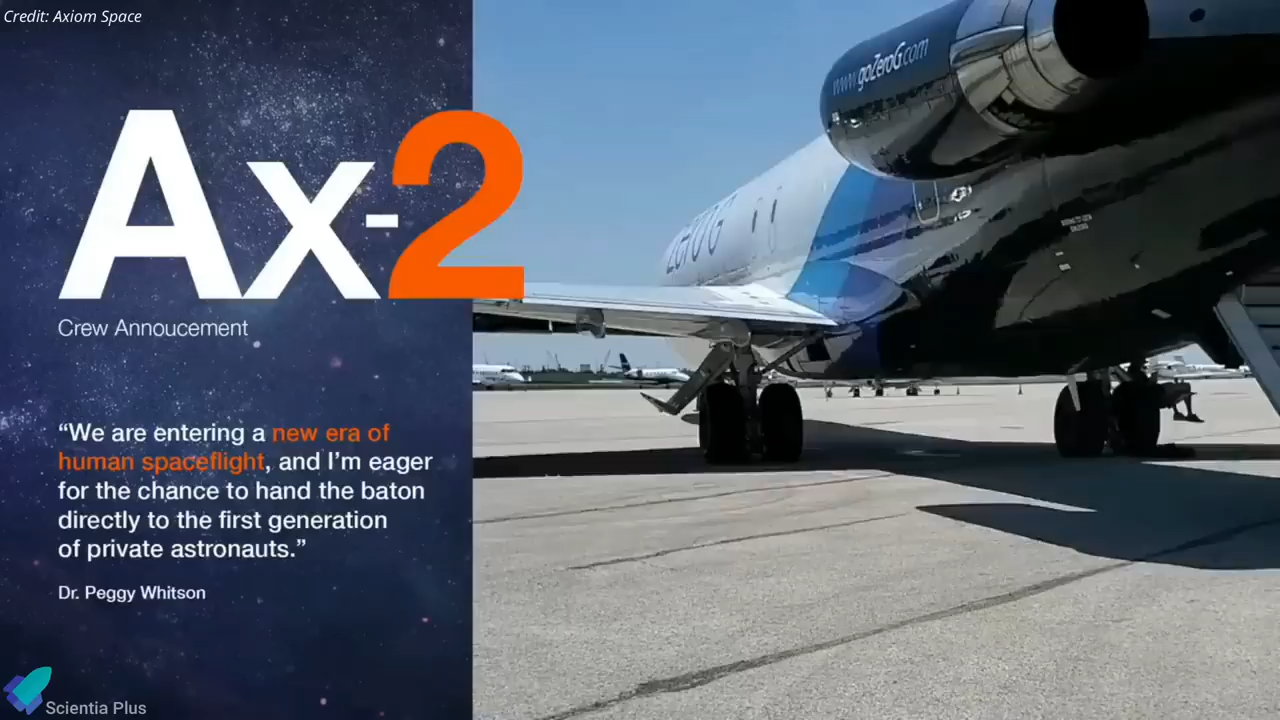 Credit: Axiom Space
Ax-2
Crew Annoucement
“We are entering a new era of
human spaceflight, and I’m eager
for the chance to hand the baton
directly to the first generation
of private astronauts.”
Dr. Peggy Whitson
Scientia Plus
www.goZeroG.com
ZERO G